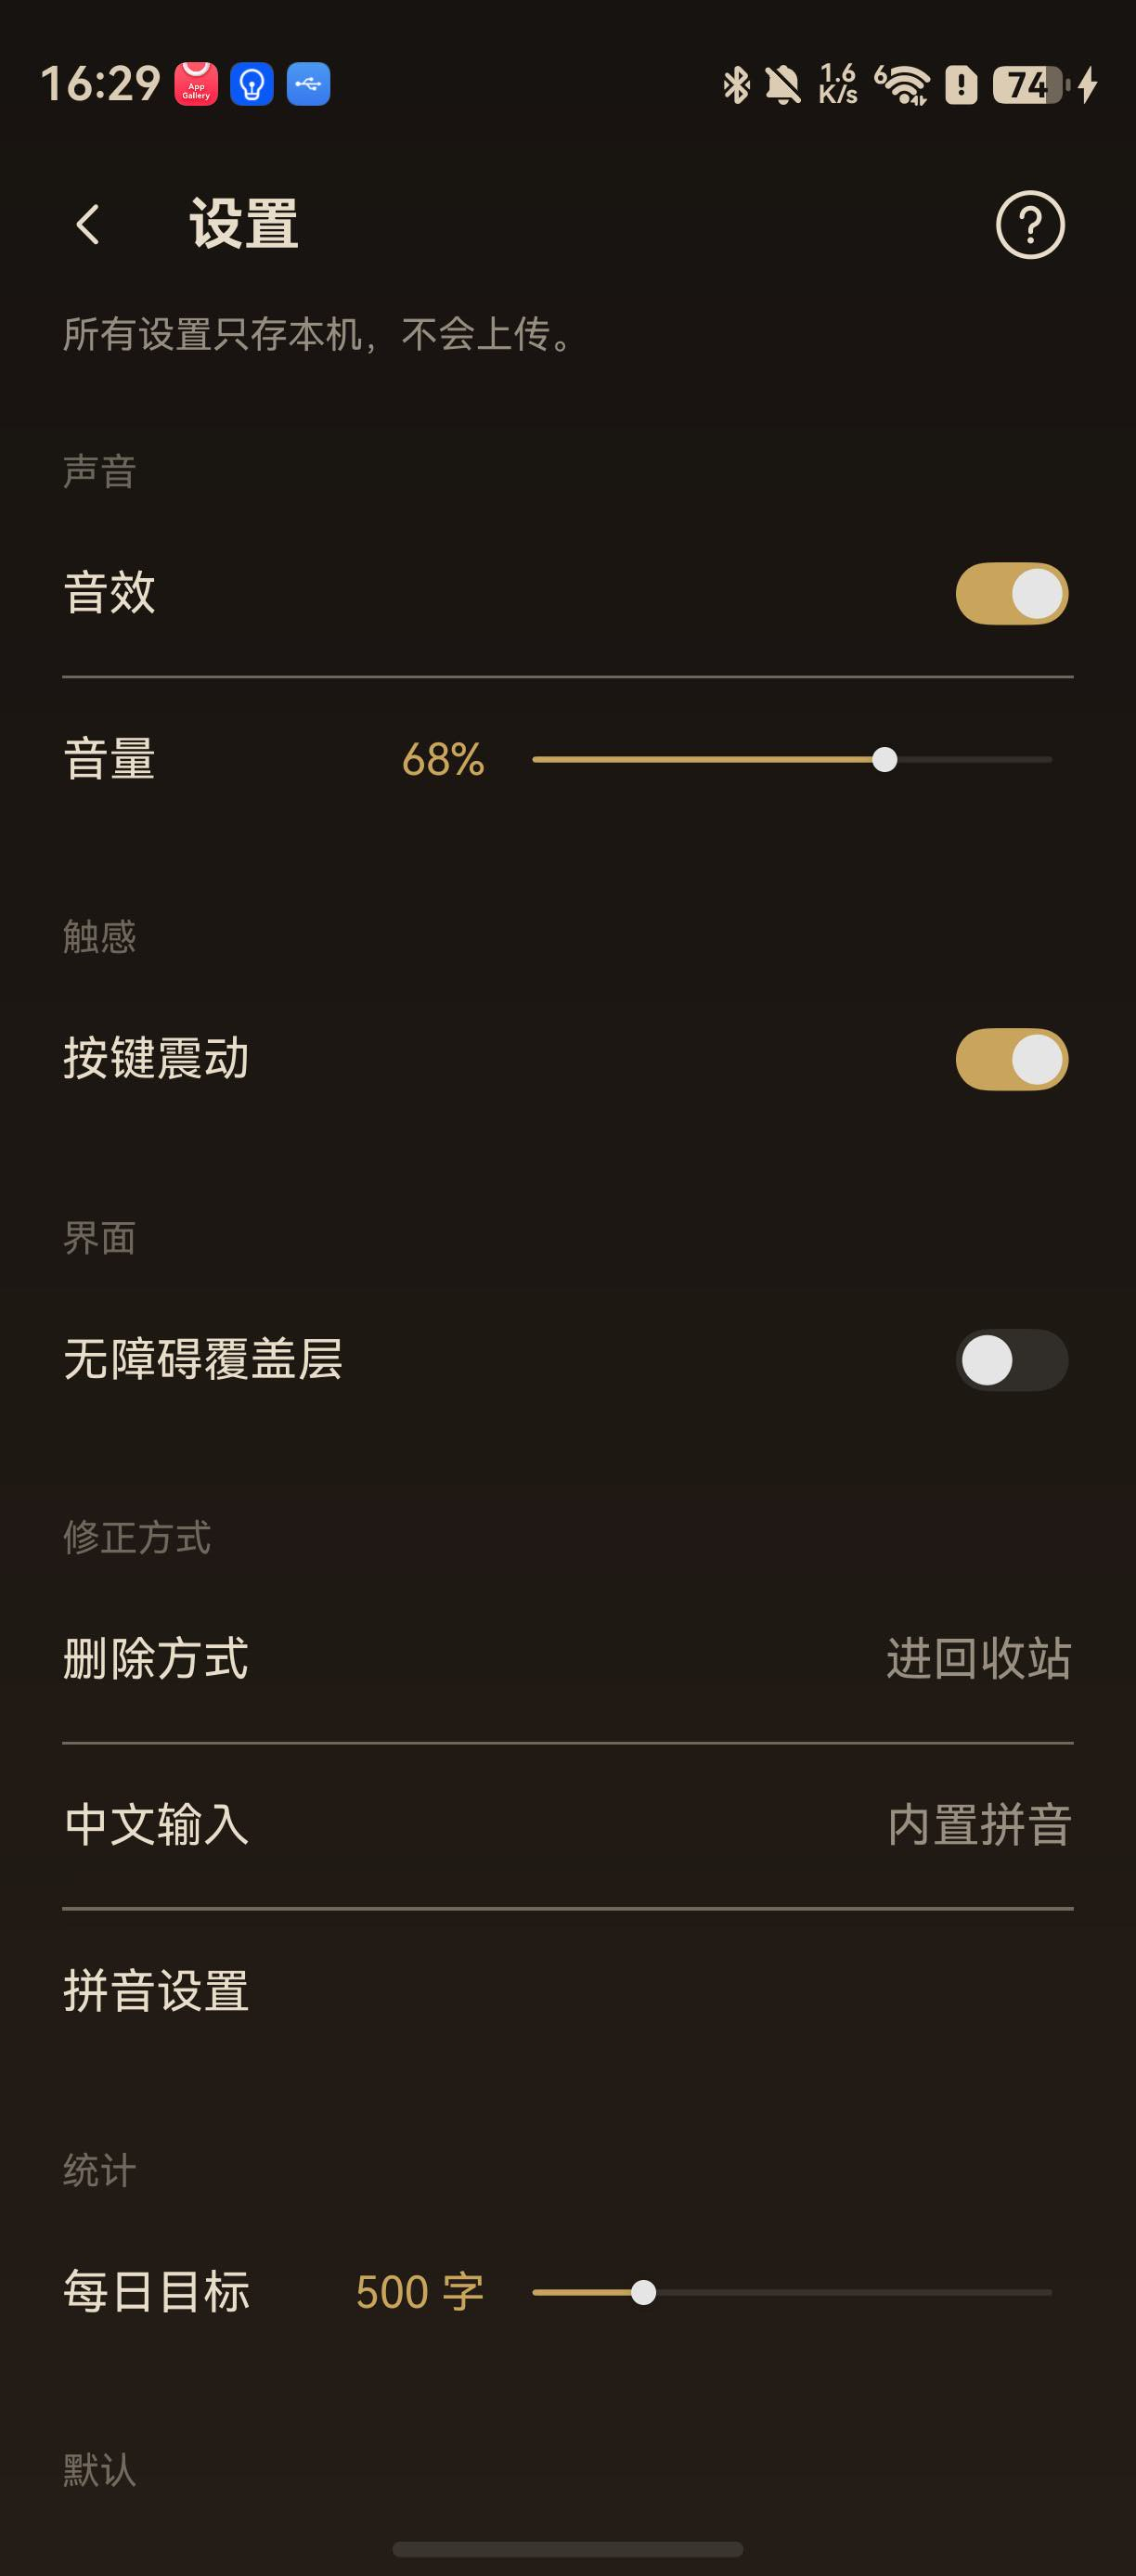 16:29
App
Gallery
1.6
K/s
6
74
设置
所有设置只存本机，不会上传。
声音
音效
音量 68%
触感
按键震动
界面
无障碍覆盖层
修正方式
删除方式 进回收站
中文输入 内置拼音
拼音设置
统计
每日目标 500 字
默认